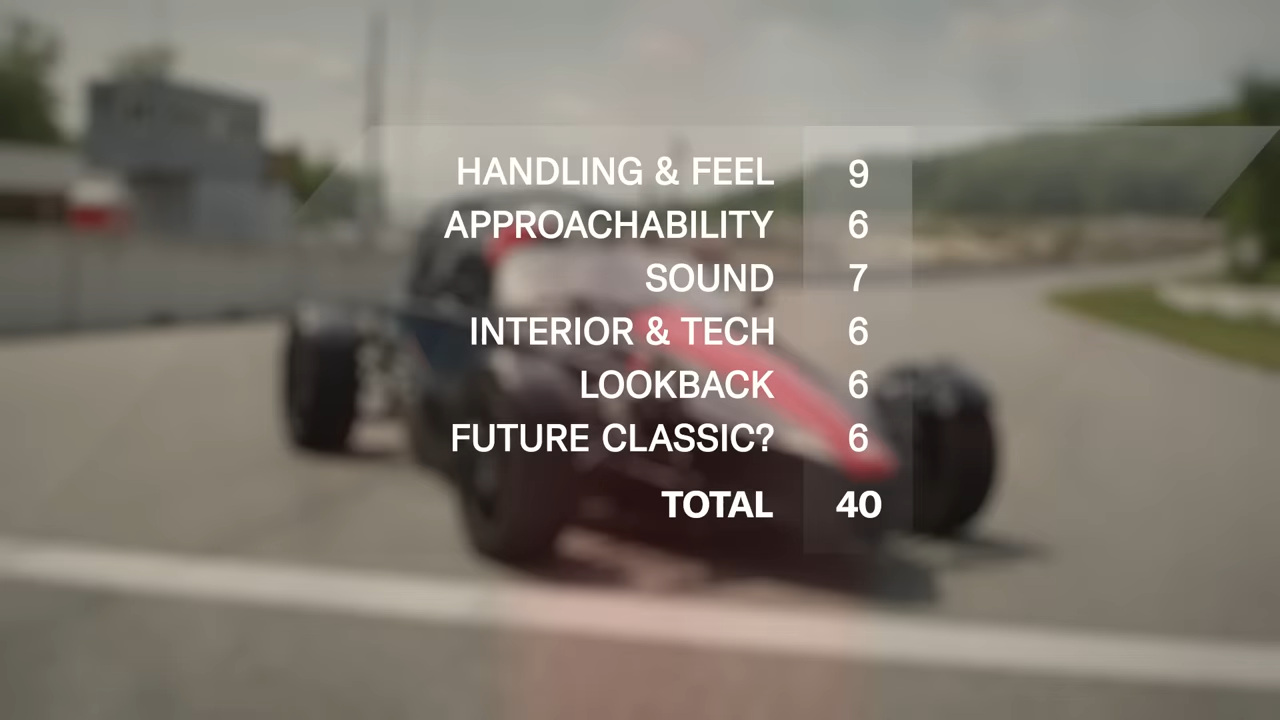 HANDLING & FEEL 9
APPROACHABILITY 6
SOUND 7
INTERIOR & TECH 6
LOOKBACK 6
FUTURE CLASSIC? 6
TOTAL 40